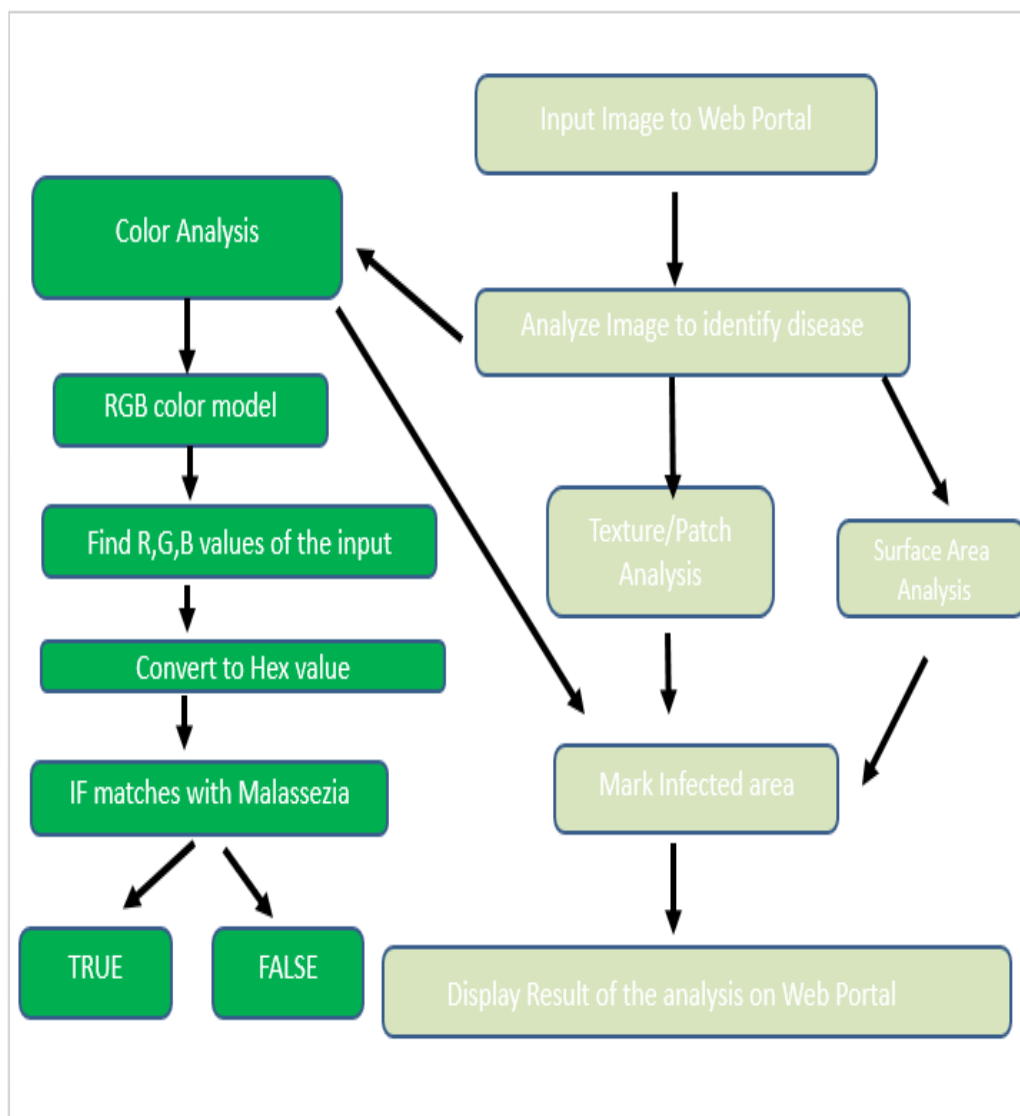 Input Image to Web Portal
Color Analysis
Analyze Image to identify disease
RGB color model
Find R,G,B values of the input
Texture/Patch
Analysis
Surface Area
Analysis
Convert to Hex value
IF matches with Malassezia
Mark Infected area
TRUE
FALSE
Display Result of the analysis on Web Portal